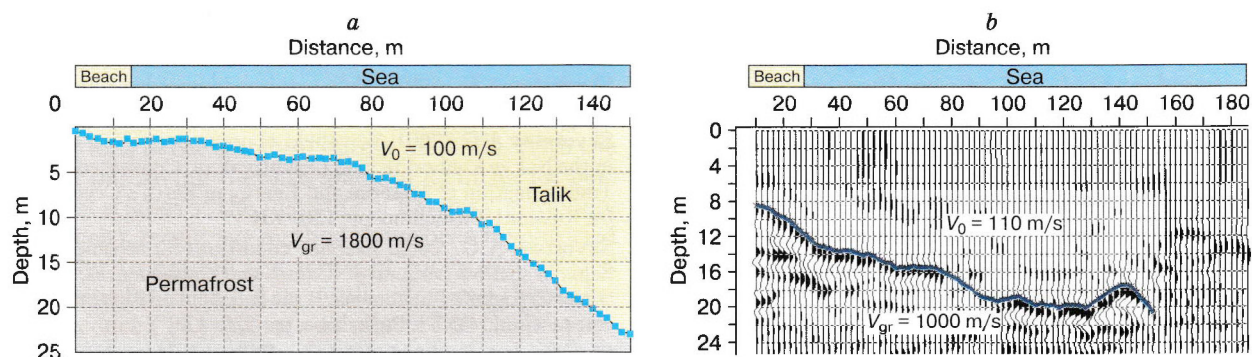 a
Distance, m
Beach Sea
0 20 40 60 80 100 120 140
5
10
15
20
25
Depth, m
V0 = 100 m/s
Talik
Vgr = 1800 m/s
Permafrost
b
Distance, m
Beach Sea
20 40 60 80 100 120 140 160 180
0
4
8
12
16
20
24
Depth, m
V0 = 110 m/s
Vgr = 1000 m/s